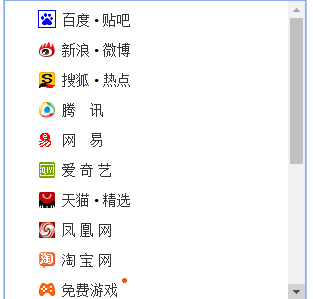 百度 • 贴吧
新浪 • 微博
搜狐 • 热点
腾 讯
网 易
爱 奇 艺
天猫 • 精选
凤 凰 网
淘 宝 网
免费游戏